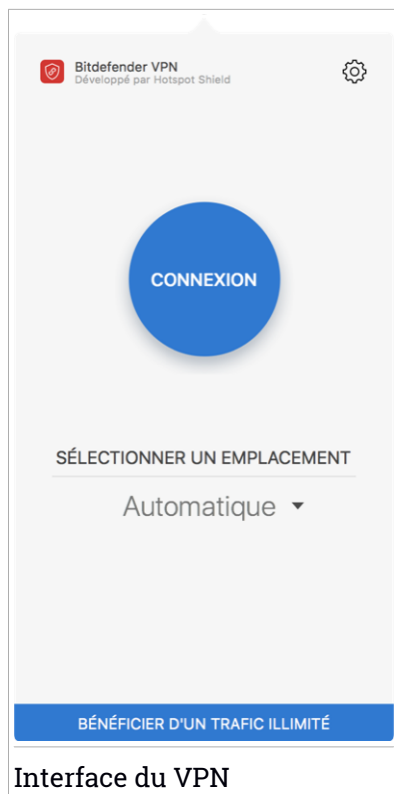 Bitdefender VPN
Développé par Hotspot Shield
CONNEXION
SÉLECTIONNER UN EMPLACEMENT
Automatique
BÉNÉFICIER D'UN TRAFIC ILLIMITÉ
Interface du VPN